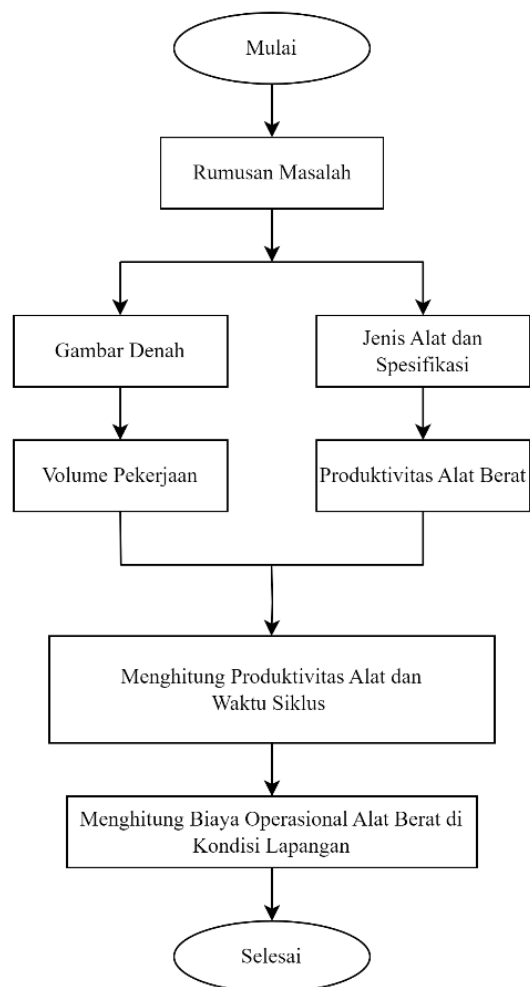 Mulai
Rumusan Masalah
Gambar Denah
Jenis Alat dan
Spesifikasi
Volume Pekerjaan
Produktivitas Alat Berat
Menghitung Produktivitas Alat dan
Waktu Siklus
Menghitung Biaya Operasional Alat Berat di
Kondisi Lapangan
Selesai